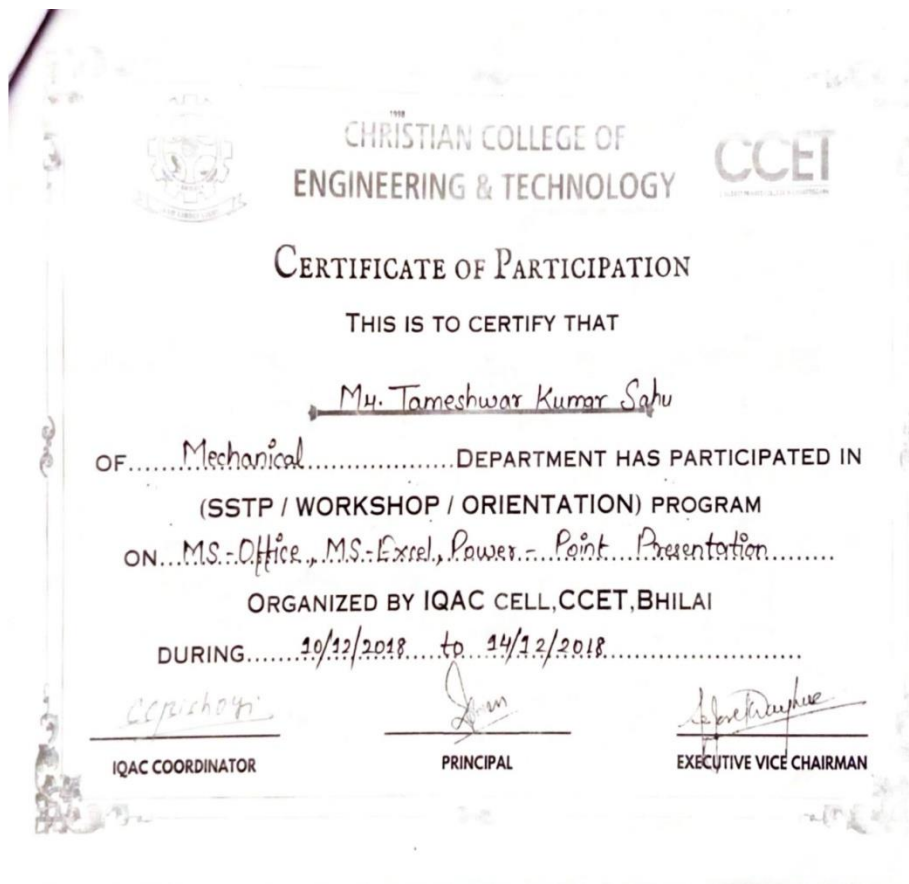 1998
CHRISTIAN COLLEGE OF
ENGINEERING & TECHNOLOGY
CCET
CERTIFICATE OF PARTICIPATION
THIS IS TO CERTIFY THAT
Mr. Tameshwar Kumar Sahu
OF......Mechanical..................DEPARTMENT HAS PARTICIPATED IN
(SSTP / WORKSHOP / ORIENTATION) PROGRAM
ON...MS-Office, MS-Excel, Power-Point Presentation.......
ORGANIZED BY IQAC CELL,CCET,BHILAI
DURING......10/12/2018 to 14/12/2018........................
IQAC COORDINATOR
PRINCIPAL
EXECUTIVE VICE CHAIRMAN